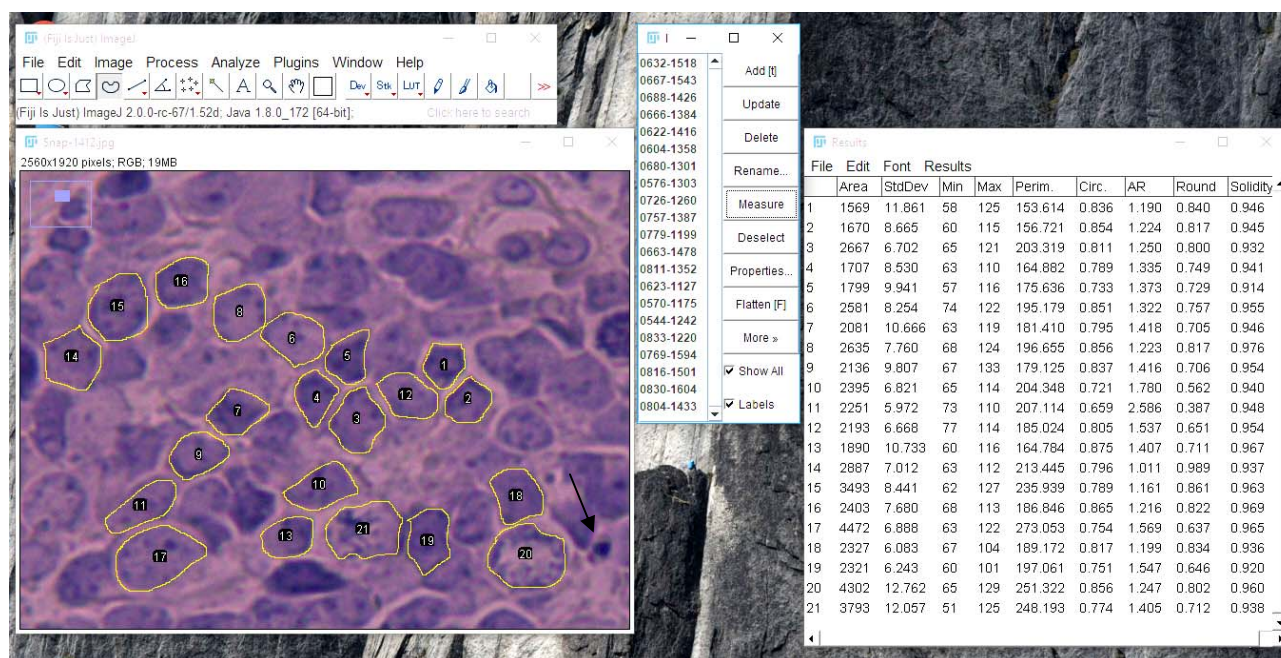 (Fiji Is Just) ImageJ
File Edit Image Process Analyze Plugins Window Help
Dev Stk LUT >>
(Fiji Is Just) ImageJ 2.0.0-rc-67/1.52d; Java 1.8.0_172 [64-bit]; Click here to search
Snap-1412.jpg
2560x1920 pixels; RGB; 19MB
16
15
8
14
6
5
1
4
12
2
7
3
9
10
18
11
21
13
19
17
20
0632-1518
0667-1543
0688-1426
0666-1384
0622-1416
0604-1358
0680-1301
0576-1303
0726-1260
0757-1387
0779-1199
0663-1478
0811-1352
0623-1127
0570-1175
0544-1242
0833-1220
0769-1594
0816-1501
0830-1604
0804-1433
Add [t]
Update
Delete
Rename...
Measure
Deselect
Properties...
Flatten [F]
More »
Show All
Labels
Results
File Edit Font Results
Area StdDev Min Max Perim. Circ. AR Round Solidity
1 1569 11.861 58 125 153.614 0.836 1.190 0.840 0.946
2 1670 8.665 60 115 156.721 0.854 1.224 0.817 0.945
3 2667 6.702 65 121 203.319 0.811 1.250 0.800 0.932
4 1707 8.530 63 110 164.882 0.789 1.335 0.749 0.941
5 1799 9.941 57 116 175.636 0.733 1.373 0.729 0.914
6 2581 8.254 74 122 195.179 0.851 1.322 0.757 0.955
7 2081 10.666 63 119 181.410 0.795 1.418 0.705 0.946
8 2635 7.760 68 124 196.655 0.856 1.223 0.817 0.976
9 2136 9.807 67 133 179.125 0.837 1.416 0.706 0.954
10 2395 6.821 65 114 204.348 0.721 1.780 0.562 0.940
11 2251 5.972 73 110 207.114 0.659 2.586 0.387 0.948
12 2193 6.668 77 114 185.024 0.805 1.537 0.651 0.954
13 1890 10.733 60 116 164.784 0.875 1.407 0.711 0.967
14 2887 7.012 63 112 213.445 0.796 1.011 0.989 0.937
15 3493 8.441 62 127 235.939 0.789 1.161 0.861 0.963
16 2403 7.680 68 113 186.846 0.865 1.216 0.822 0.969
17 4472 6.888 63 122 273.053 0.754 1.569 0.637 0.965
18 2327 6.083 67 104 189.172 0.817 1.199 0.834 0.936
19 2321 6.243 60 101 197.061 0.751 1.547 0.646 0.920
20 4302 12.762 65 129 251.322 0.856 1.247 0.802 0.960
21 3793 12.057 51 125 248.193 0.774 1.405 0.712 0.938